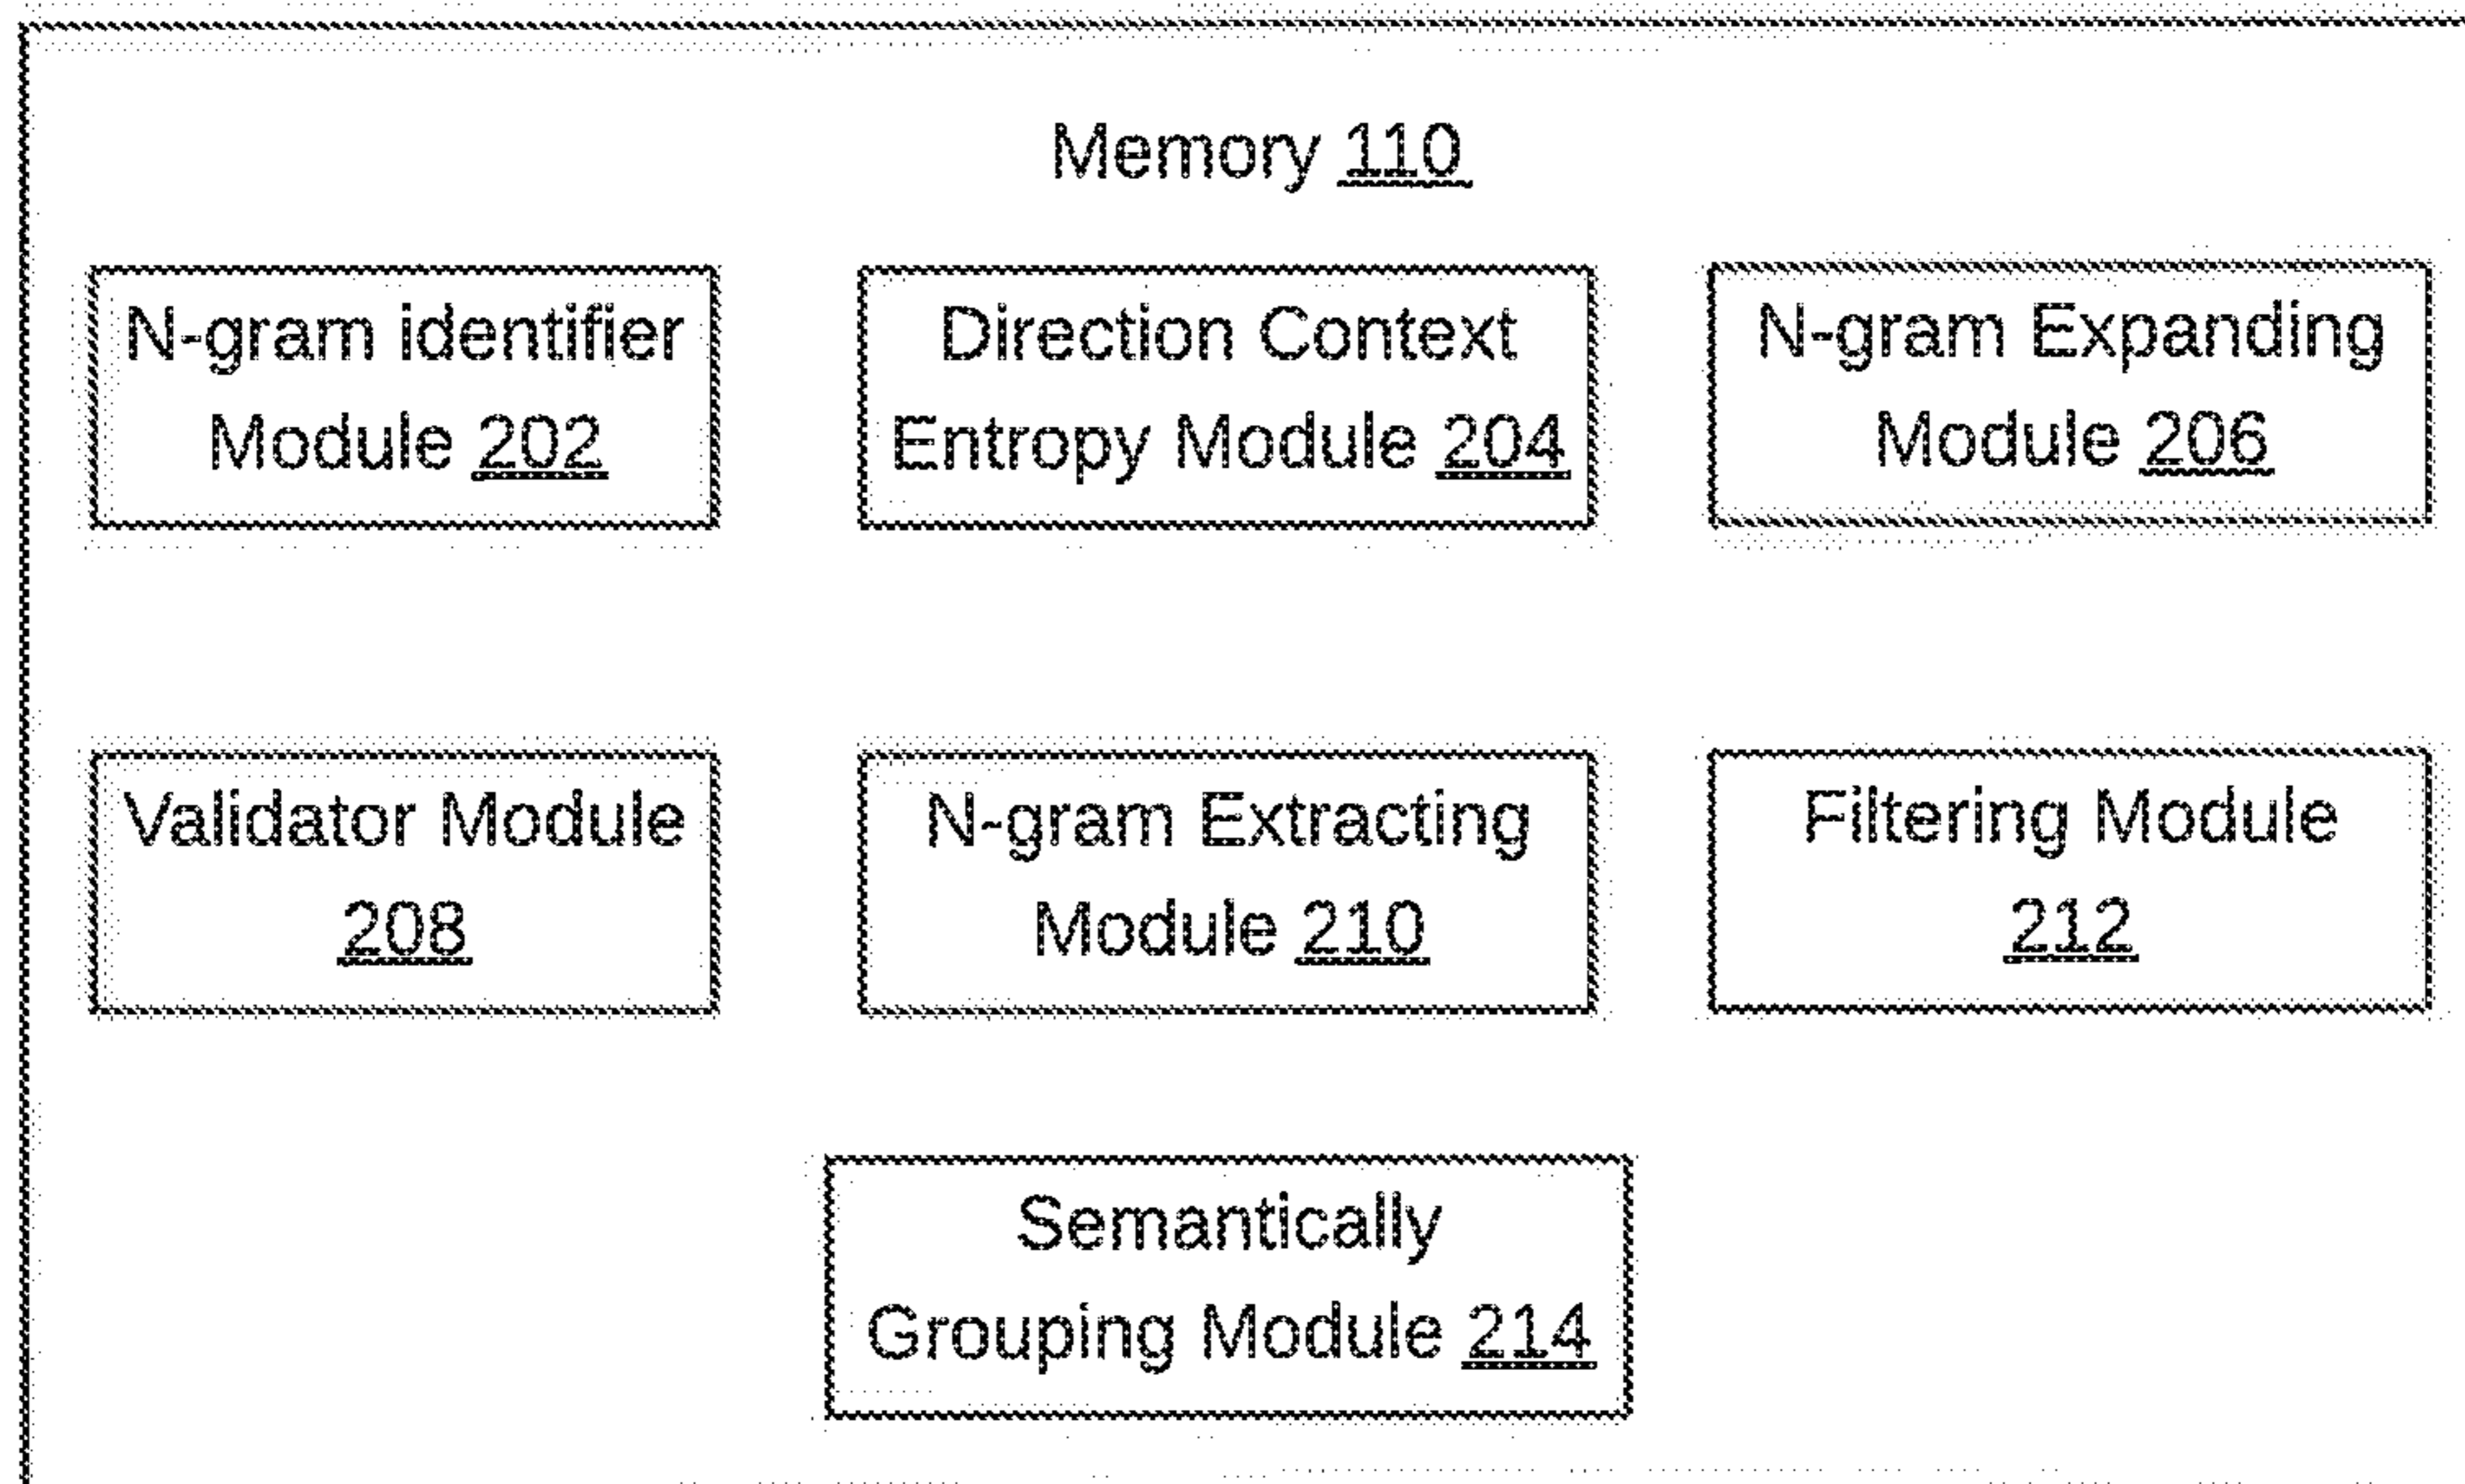 Memory 110
N-gram identifier
Module 202
Direction Context
Entropy Module 204
N-gram Expanding
Module 206
Validator Module
208
N-gram Extracting
Module 210
Filtering Module
212
Semantically
Grouping Module 214